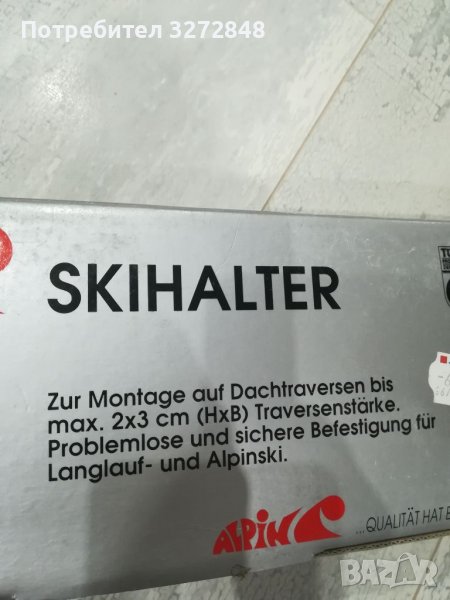 Потребител 3272848
SKIHALTER
Zur Montage auf Dachtraversen bis
max. 2x3 cm (HxB) Traversenstärke.
Problemlose und sichere Befestigung für
Langlauf- und Alpinski.
ALPIN
...QUALITÄT HAT
BAZAR